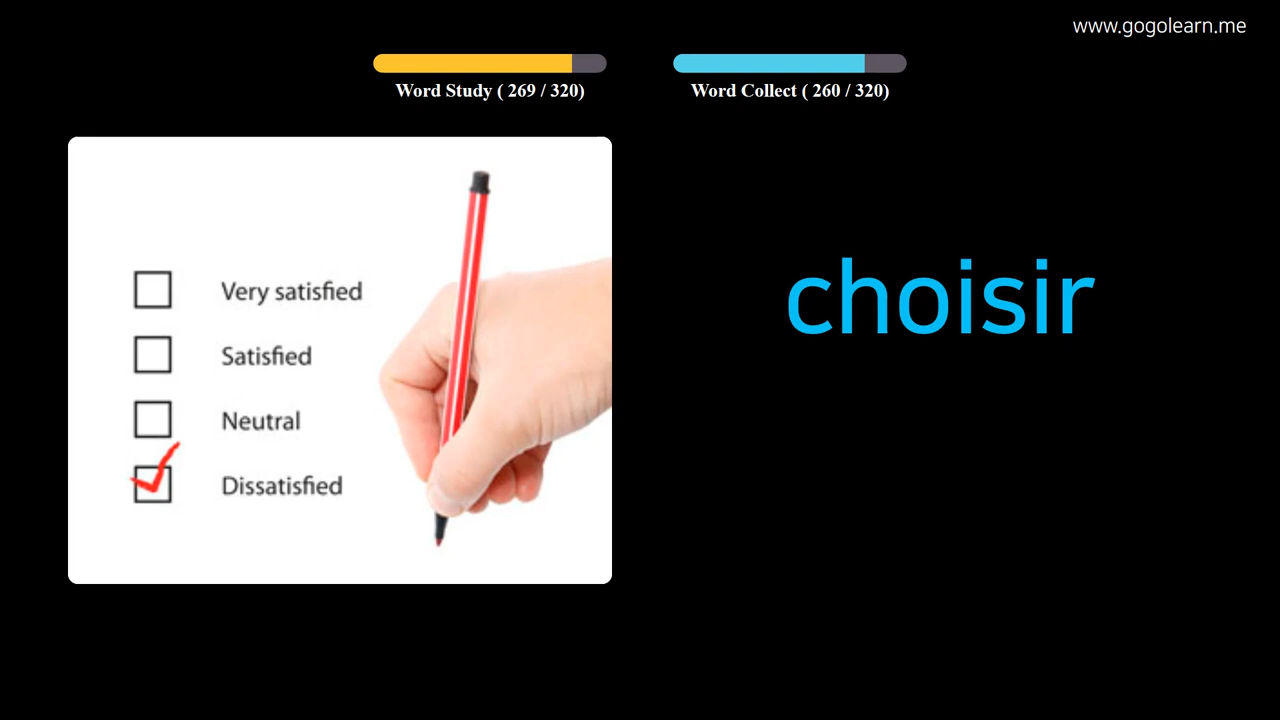 www.gogolearn.me
Word Study ( 269 / 320)
Word Collect ( 260 / 320)
Very satisfied
Satisfied
Neutral
Dissatisfied
choisir